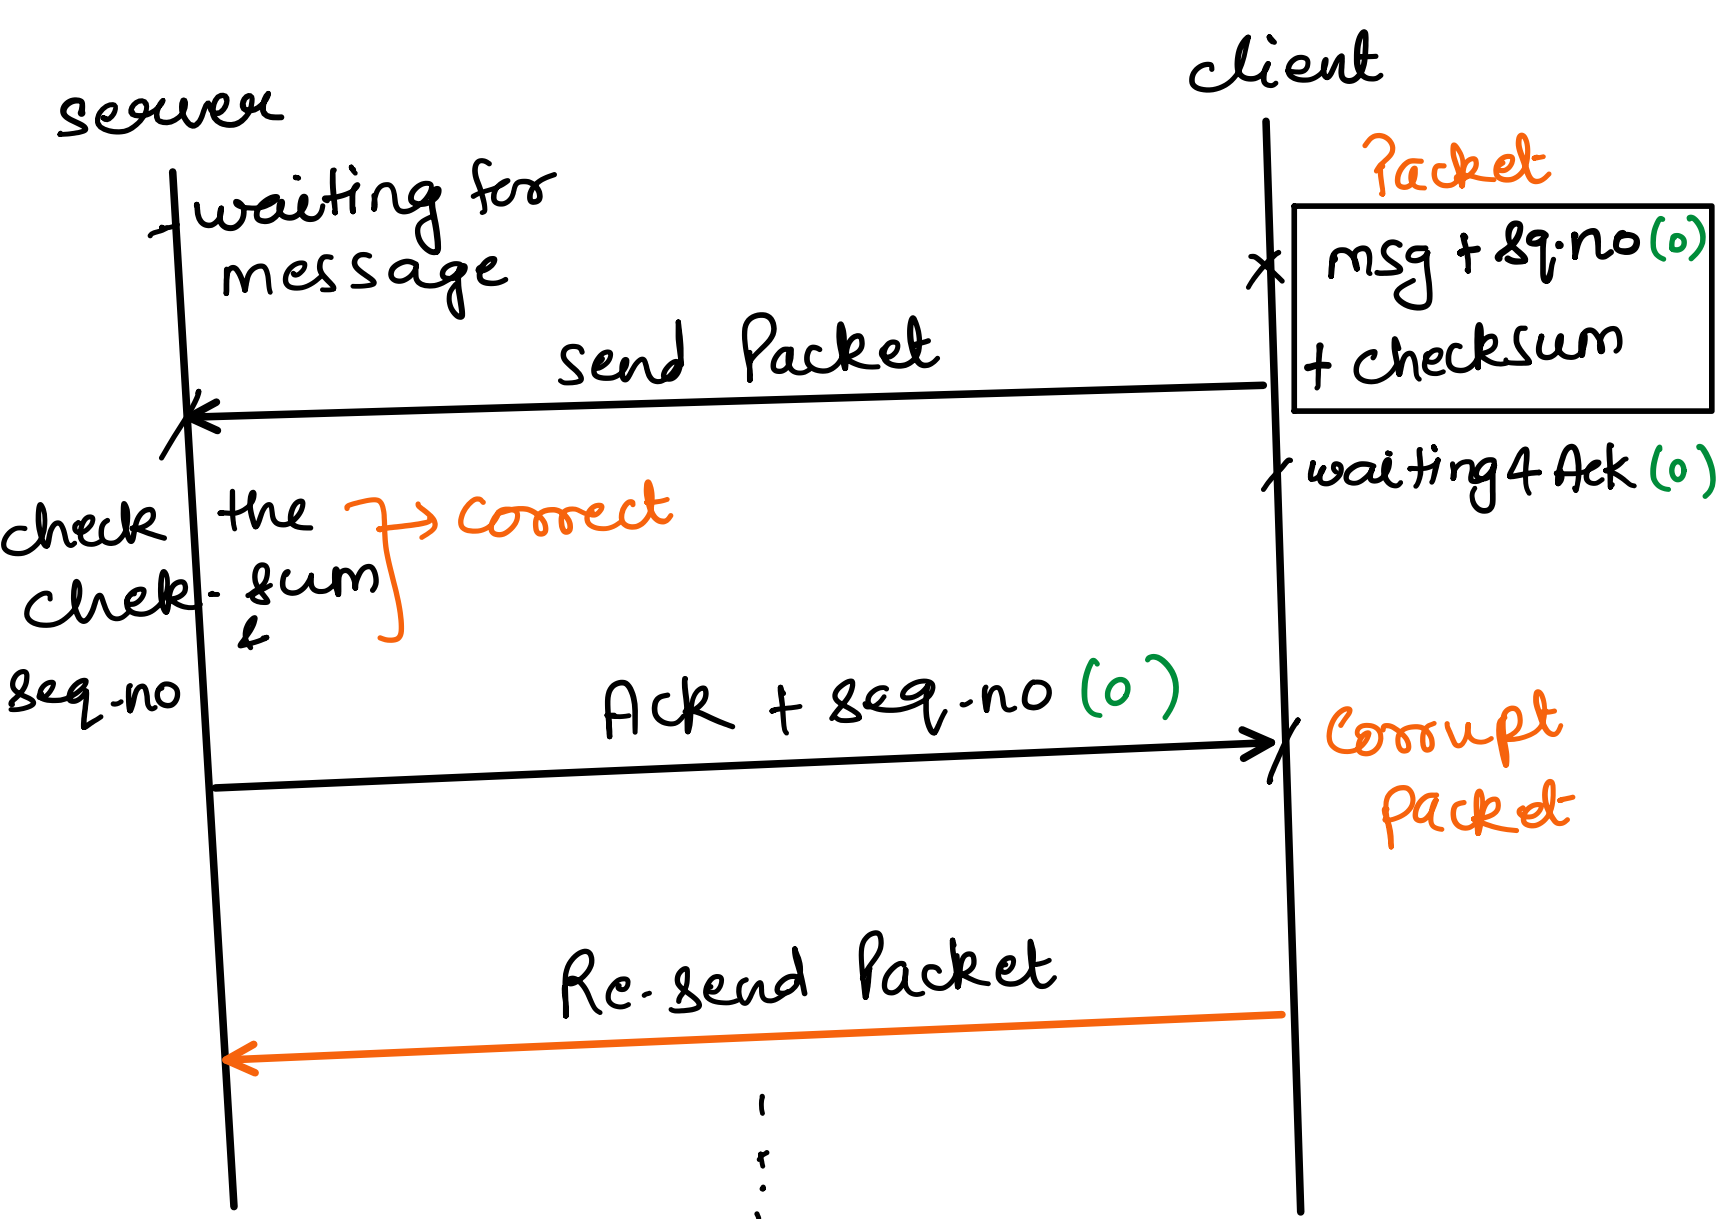 server
client
waiting for
message
Packet
msg + sq.no (0)
+ checksum
send Packet
waiting 4 Ack (0)
check the
chek-sum
&
seq.no
correct
Ack + seq.no (0)
Corrupt
Packet
Re-send Packet